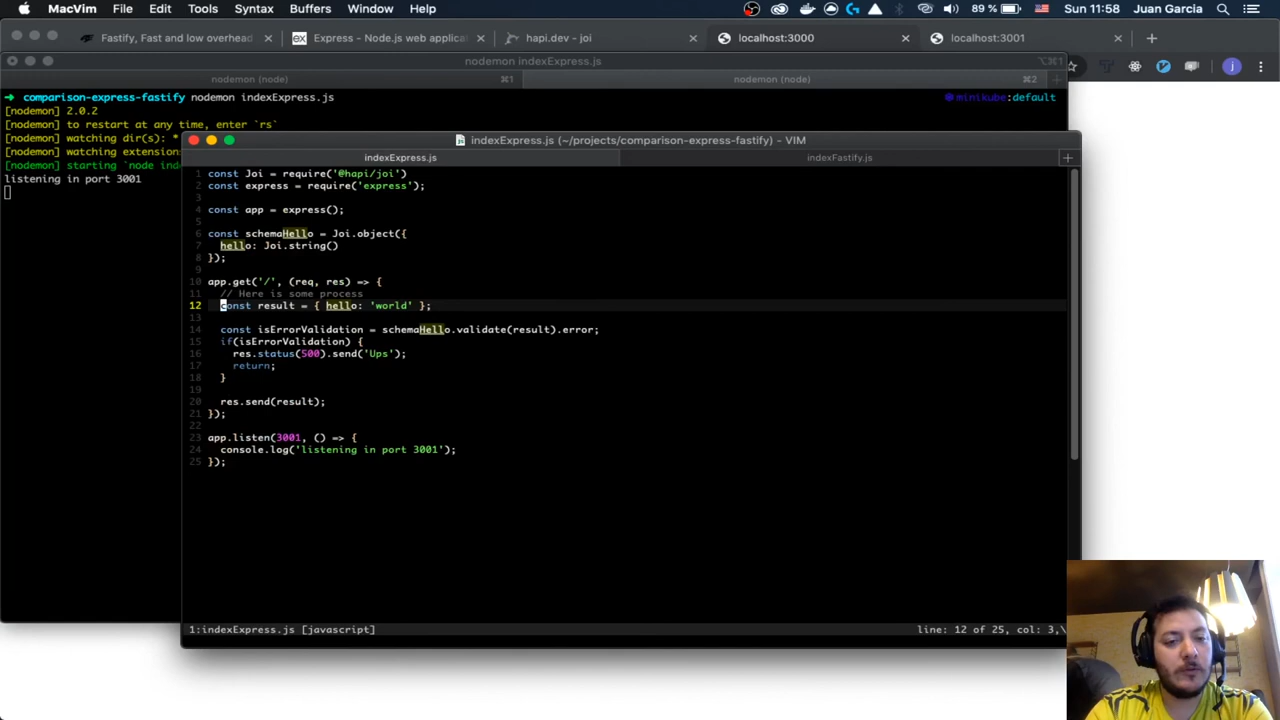 MacVim File Edit Tools Syntax Buffers Window Help 89 % Sun 11:58 Juan Garcia
Fastify, Fast and low overhead × Express - Node.js web applica × hapi.dev - joi × localhost:3000 × localhost:3001 × +
nodemon indexExpress.js ⌥⌘1
nodemon (node) ⌘1 nodemon (node) ⌘2 +
➜ comparison-express-fastify nodemon indexExpress.js minikube:default
[nodemon] 2.0.2
[nodemon] to restart at any time, enter `rs`
[nodemon] watching dir(s): *
[nodemon] watching extension
[nodemon] starting `node ind
listening in port 3001
indexExpress.js (~/projects/comparison-express-fastify) - VIM
indexExpress.js indexFastify.js +
1 const Joi = require('@hapi/joi')
2 const express = require('express');
3
4 const app = express();
5
6 const schemaHello = Joi.object({
7 hello: Joi.string()
8 });
9
10 app.get('/', (req, res) => {
11 // Here is some process
12 const result = { hello: 'world' };
13
14 const isErrorValidation = schemaHello.validate(result).error;
15 if(isErrorValidation) {
16 res.status(500).send('Ups');
17 return;
18 }
19
20 res.send(result);
21 });
22
23 app.listen(3001, () => {
24 console.log('listening in port 3001');
25 });
1:indexExpress.js [javascript] line: 12 of 25, col: 3,\